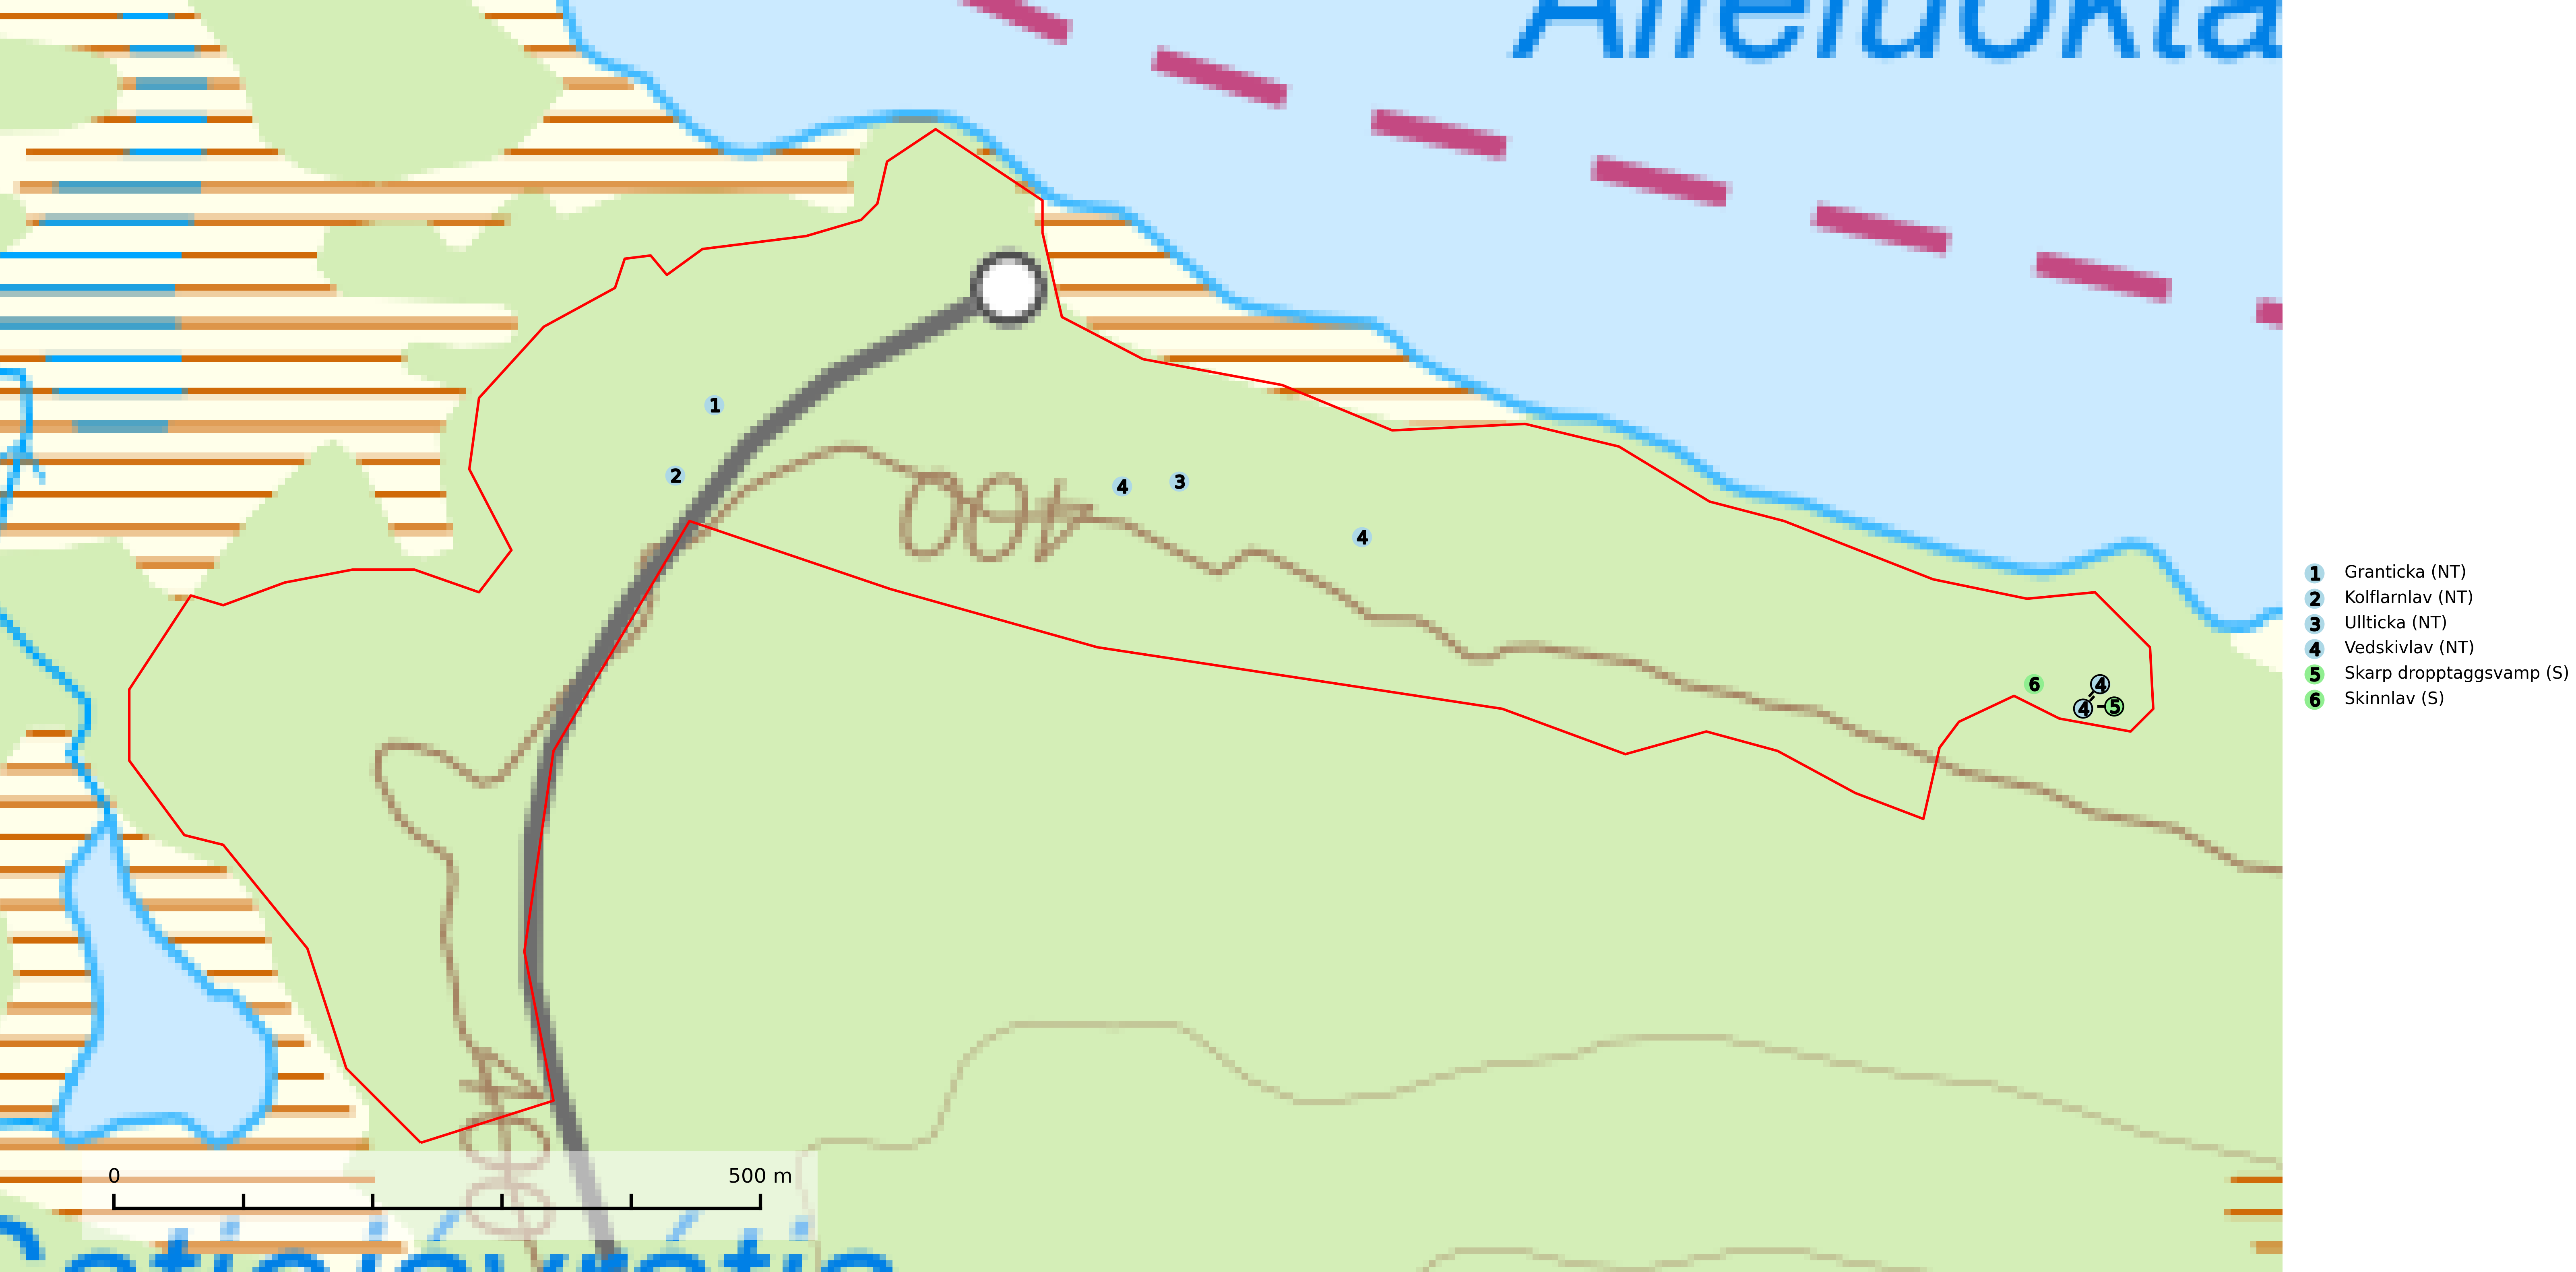 1
2
4
3
4
400
6
4
4
5
400
0
500 m
1 Granticka (NT)
2 Kolflarnlav (NT)
3 Ullticka (NT)
4 Vedskivlav (NT)
5 Skarp dropptaggsvamp (S)
6 Skinnlav (S)